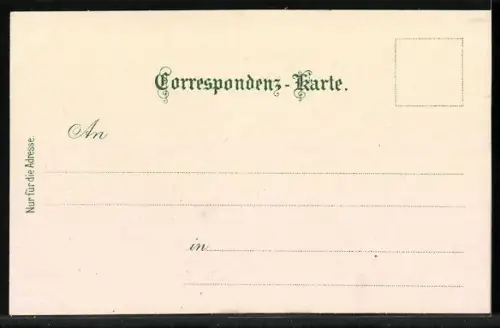 Correspondenz-Karte.
An
in
Nur für die Adresse.